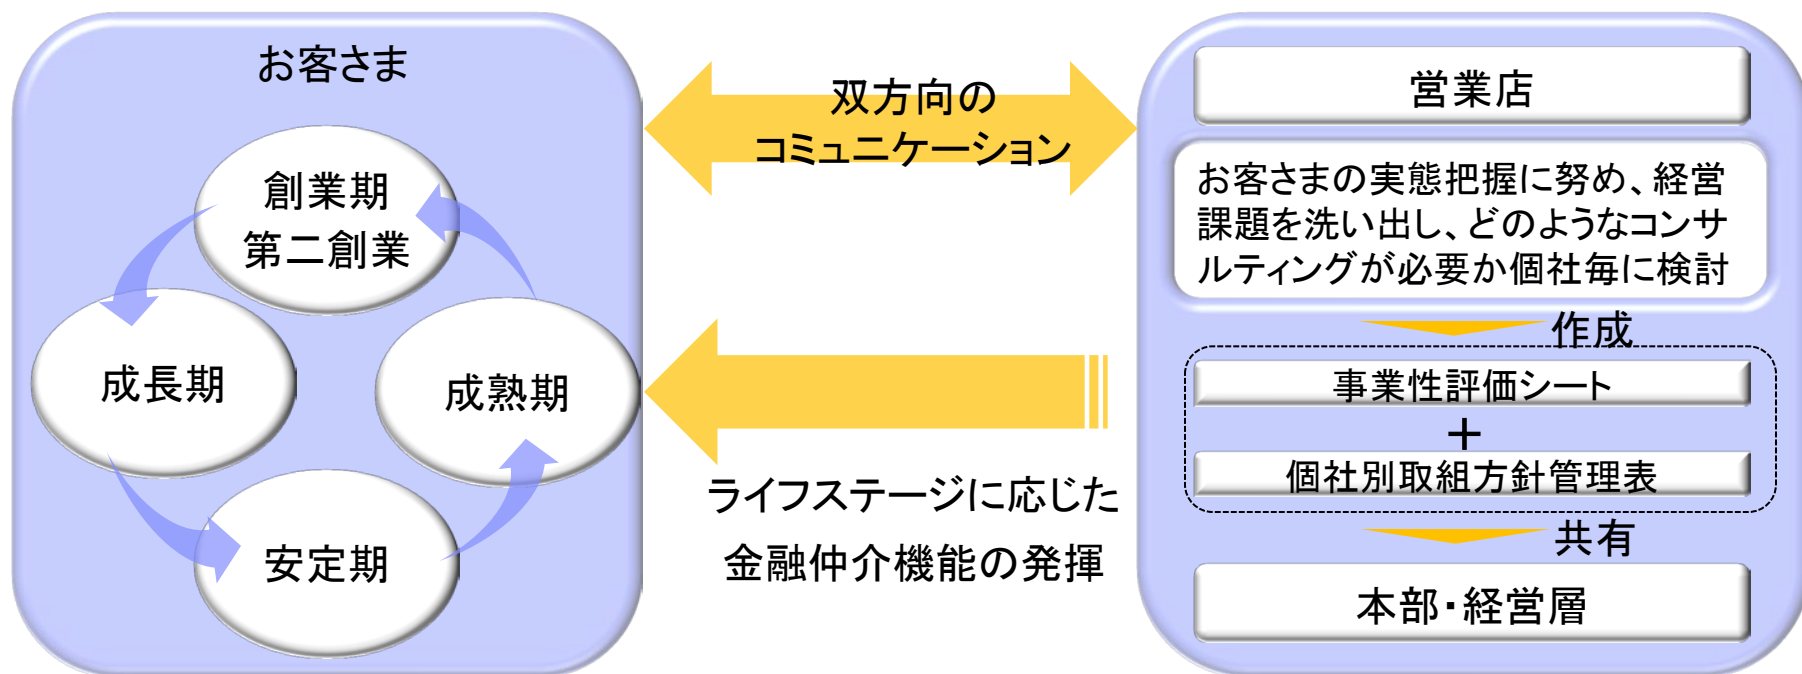 お客さま
創業期
第二創業
成長期
成熟期
安定期
双方向の
コミュニケーション
ライフステージに応じた
金融仲介機能の発揮
営業店
お客さまの実態把握に努め、経営
課題を洗い出し、どのようなコンサ
ルティングが必要か個社毎に検討
作成
事業性評価シート
＋
個社別取組方針管理表
共有
本部・経営層